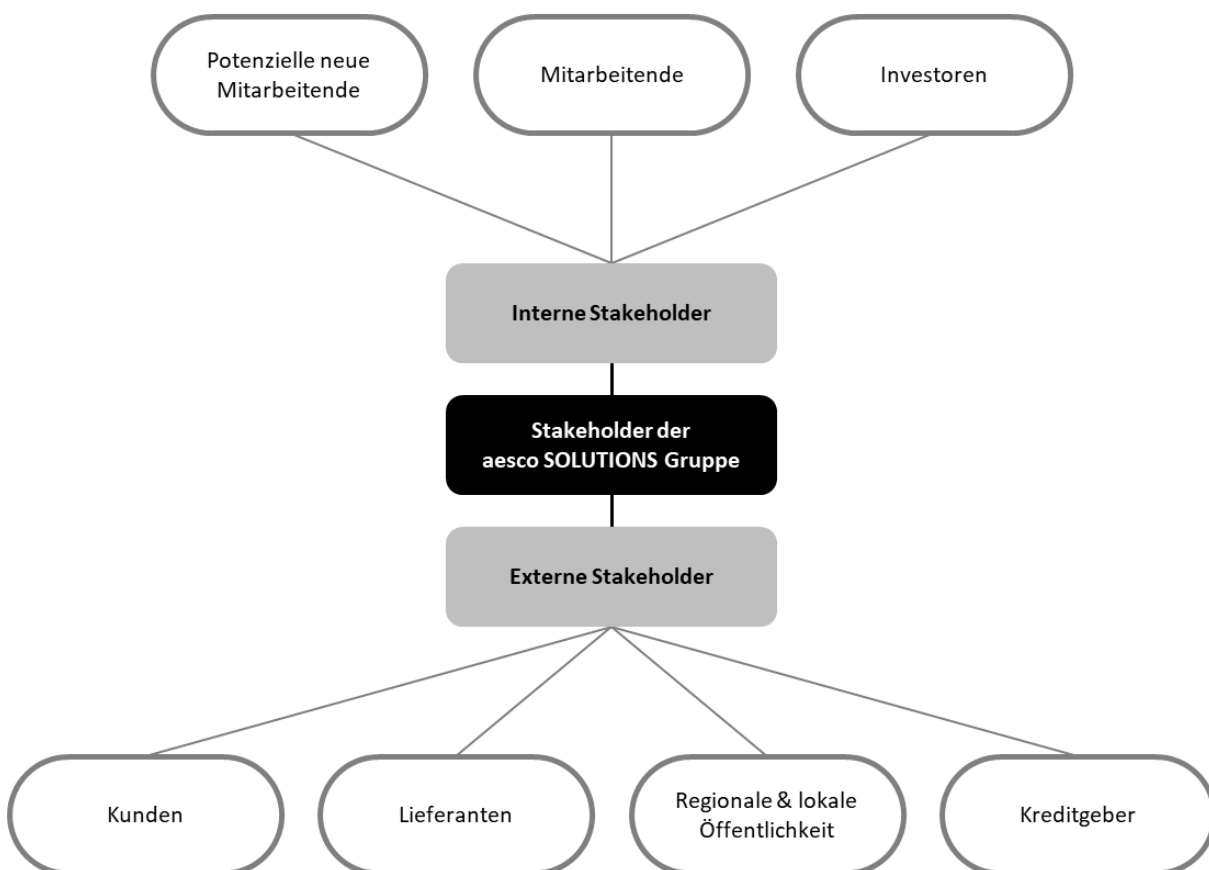 Potenzielle neue
Mitarbeitende
Mitarbeitende
Investoren
Interne Stakeholder
Stakeholder der
aesco SOLUTIONS Gruppe
Externe Stakeholder
Kunden
Lieferanten
Regionale & lokale
Öffentlichkeit
Kreditgeber